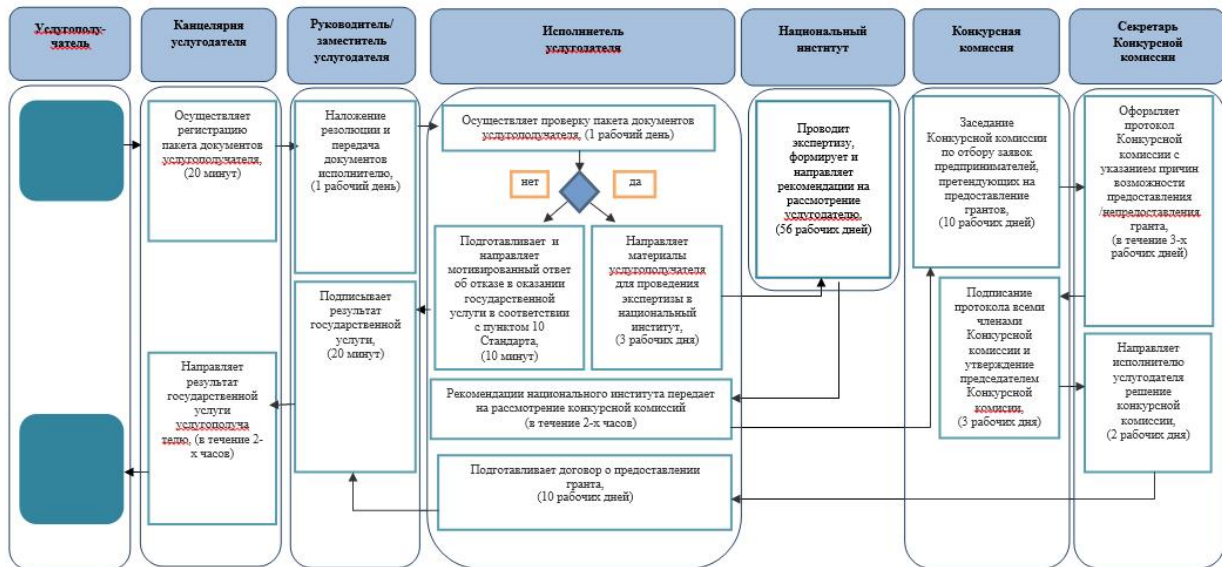 Услугополу-
чатель
Канцелярия
услугодателя
Руководитель/
заместитель
услугодателя
Исполнетель
услугодателя
Национальный
институт
Конкурсная
комиссия
Секретарь
Конкурсной
комиссии
Осуществляет
регистрацию
пакета документов
услугополучателя,
(20 минут)
Направляет
результат
государственной
услуги
услугополуча
телю, (в течение 2-
х часов)
Наложение
резолюции и
передача
документов
исполнителю,
(1 рабочий день)
Подписывает
результат
государственной
услуги,
(20 минут)
Осуществляет проверку пакета документов
услугополучателя, (1 рабочий день)
нет
да
Подготавливает и
направляет
мотивированный ответ
об отказе в оказании
государственной
услуги в соответствии
с пунктом 10
Стандарта,
(10 минут)
Направляет
материалы
услугополучателя
для проведения
экспертизы в
национальный
институт,
(3 рабочих дня)
Рекомендации национального института передает
на рассмотрение конкурсной комиссий
(в течение 2-х часов)
Подготавливает договор о предоставлении
гранта,
(10 рабочих дней)
Проводит
экспертизу,
формирует и
направляет
рекомендации на
рассмотрение
услугодателю,
(56 рабочих дней)
Заседание
Конкурсной комиссии
по отбору заявок
предпринимателей,
претендующих на
предоставление
грантов,
(10 рабочих дней)
Подписание
протокола всеми
членами
Конкурсной
комиссии и
утверждение
председателем
Конкурсной
комисии,
(3 рабочих дня)
Оформляет
протокол
Конкурсной
комиссии с
указанием причин
возможности
предоставления
/непредоставления
гранта,
(в течение 3-х
рабочих дней)
Направляет
исполнителю
услугодателя
решение
конкурсной
комиссии,
(2 рабочих дня)